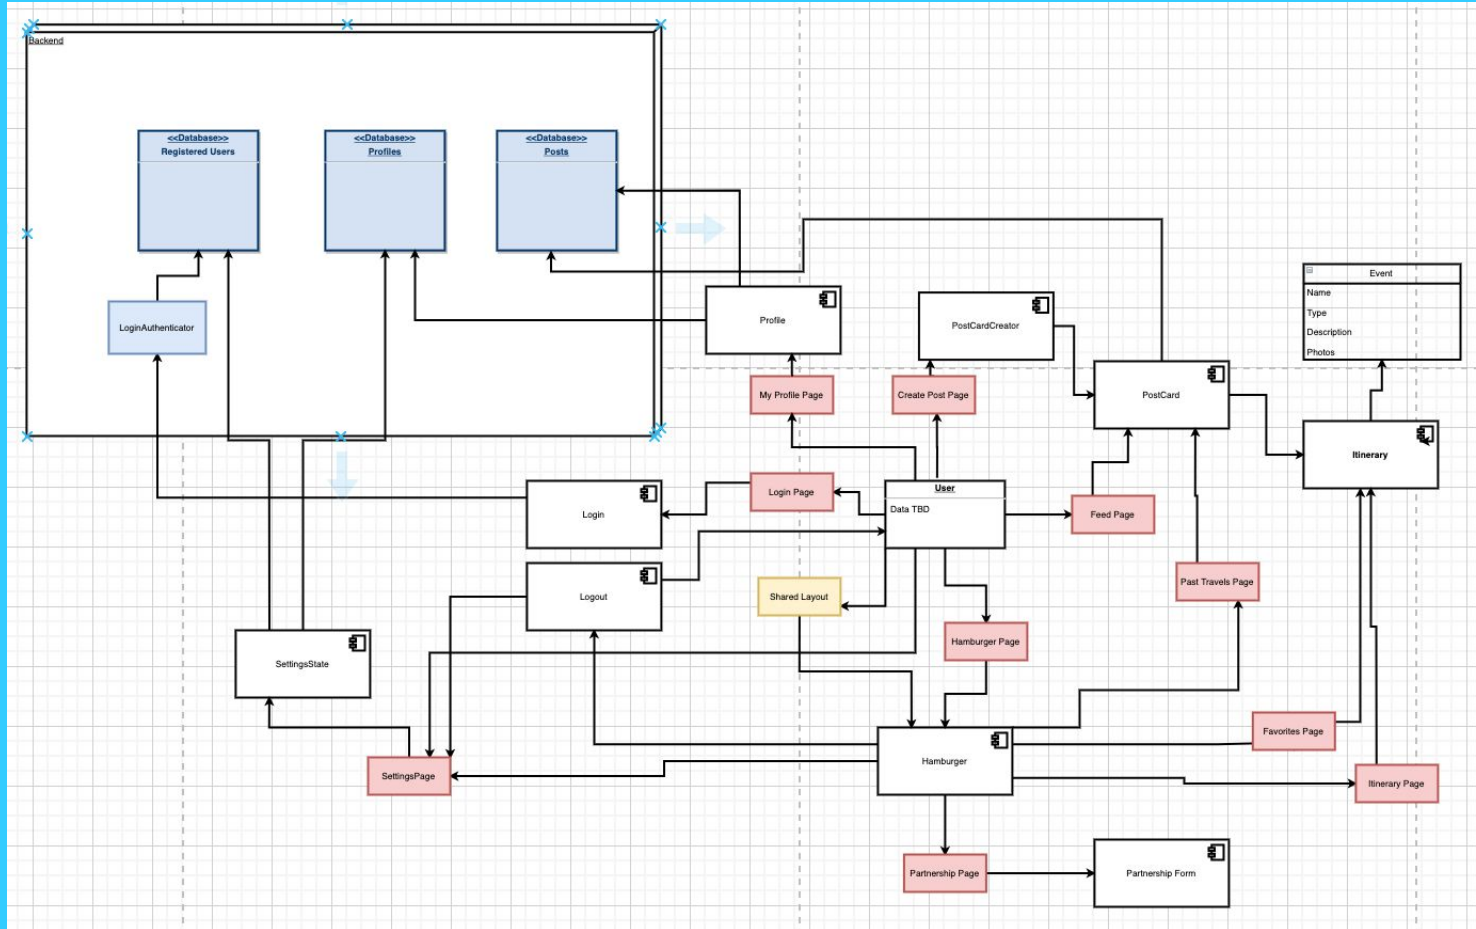 Backend
<<Database>>
Registered Users
<<Database>>
Profiles
<<Database>>
Posts
LoginAuthenticator
Profile
PostCardCreator
Event
Name
Type
Description
Photos
My Profile Page
Create Post Page
PostCard
Itinerary
Login
Login Page
User
Data TBD
Feed Page
Logout
Shared Layout
Past Travels Page
Hamburger Page
SettingsState
Favorites Page
SettingsPage
Hamburger
Itinerary Page
Partnership Page
Partnership Form